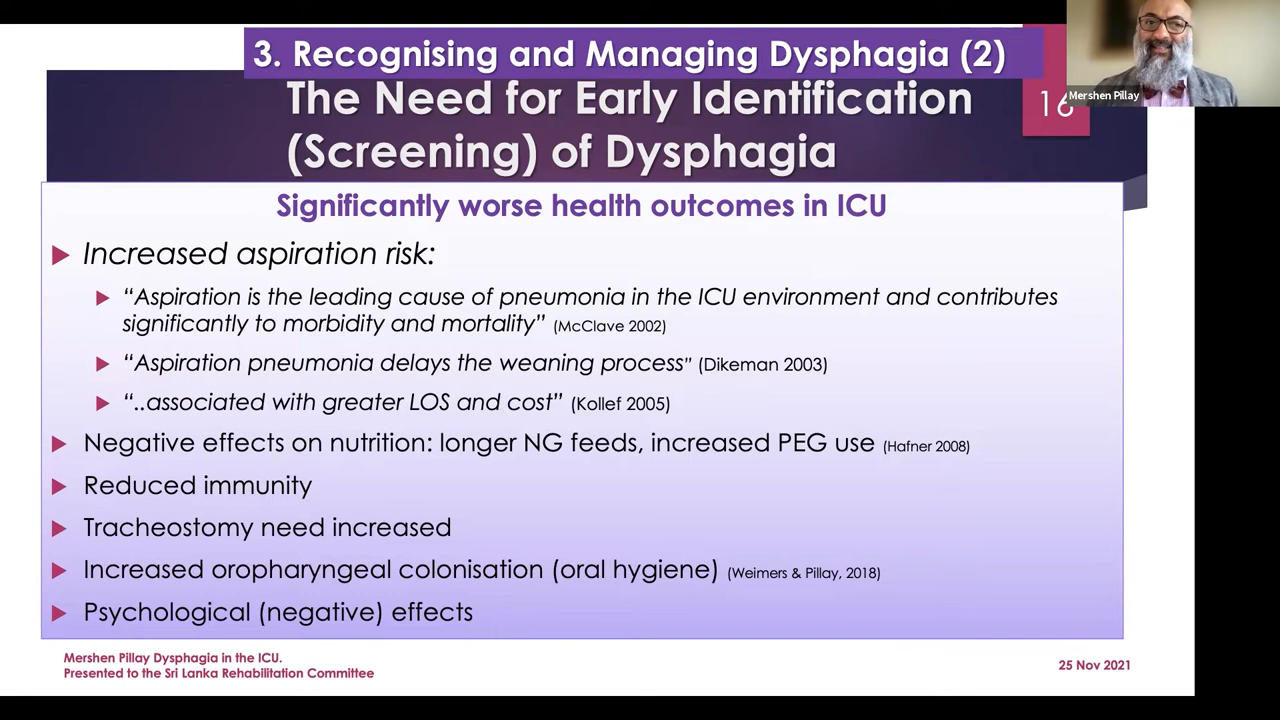 3. Recognising and Managing Dysphagia (2)
The Need for Early Identification
(Screening) of Dysphagia
16
Mershen Pillay
Significantly worse health outcomes in ICU
Increased aspiration risk:
“Aspiration is the leading cause of pneumonia in the ICU environment and contributes
significantly to morbidity and mortality” (McClave 2002)
“Aspiration pneumonia delays the weaning process” (Dikeman 2003)
“..associated with greater LOS and cost” (Kollef 2005)
Negative effects on nutrition: longer NG feeds, increased PEG use (Hafner 2008)
Reduced immunity
Tracheostomy need increased
Increased oropharyngeal colonisation (oral hygiene) (Weimers & Pillay, 2018)
Psychological (negative) effects
Mershen Pillay Dysphagia in the ICU.
Presented to the Sri Lanka Rehabilitation Committee
25 Nov 2021